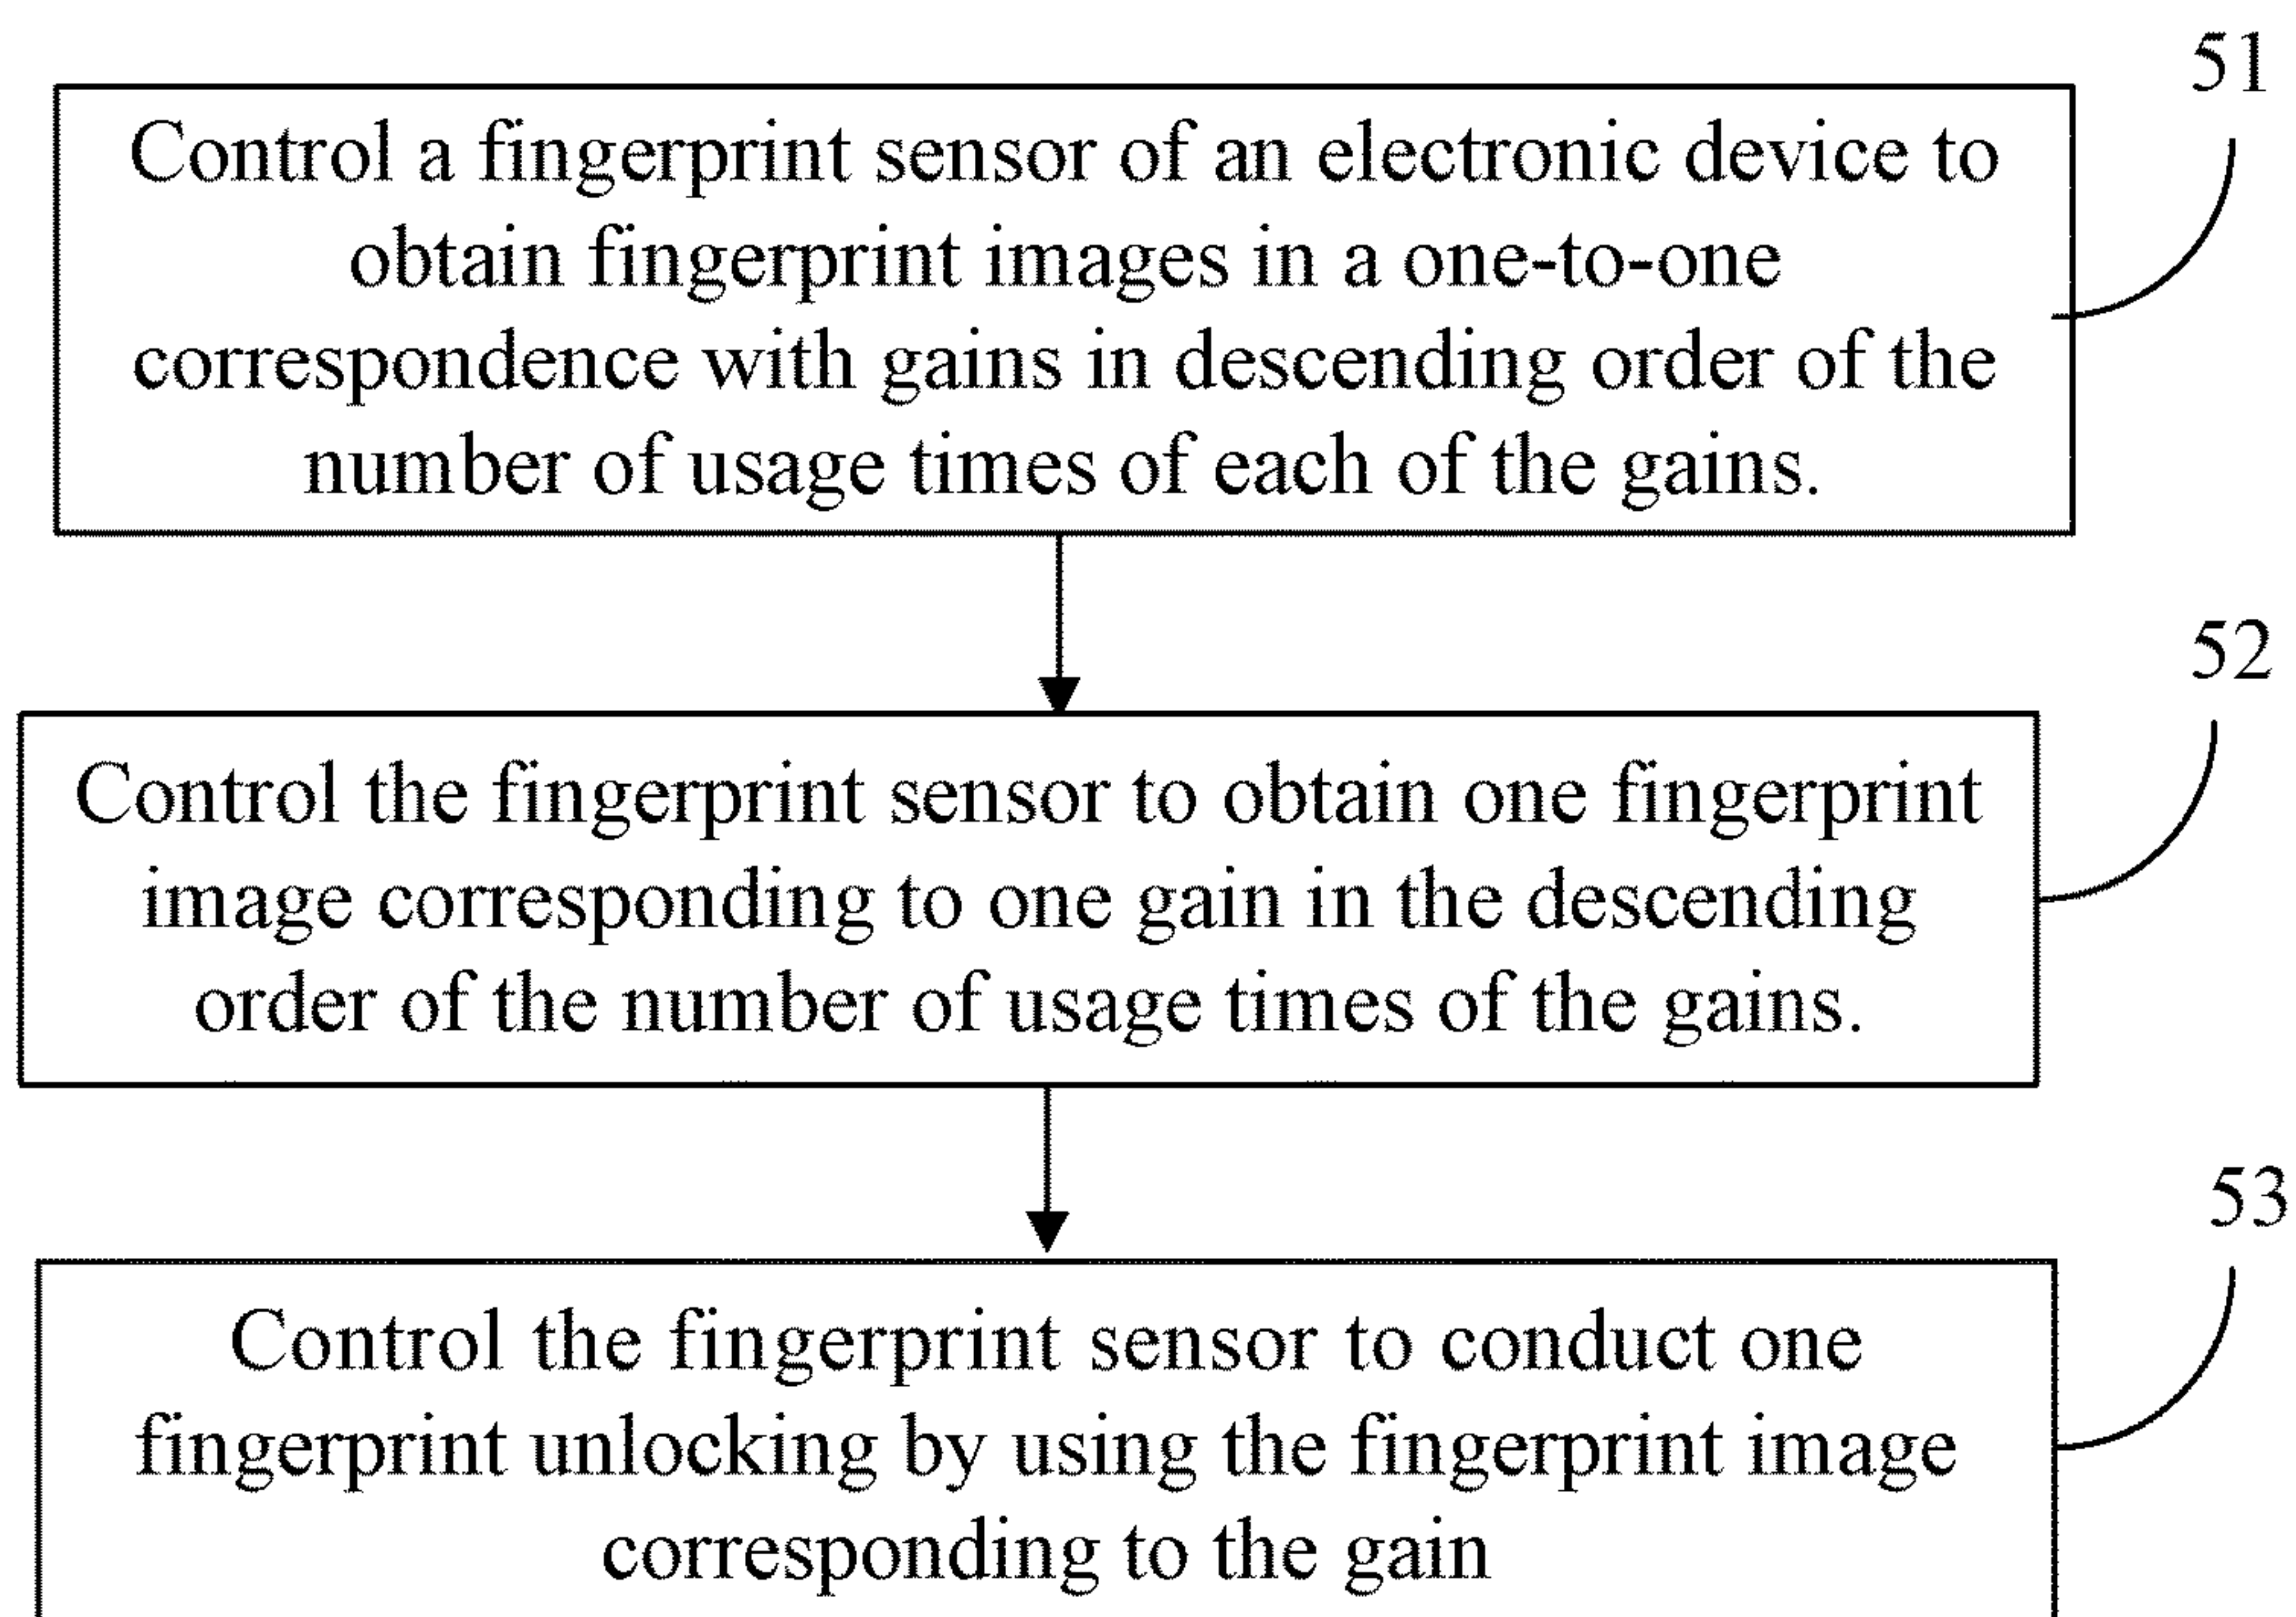 51
Control a fingerprint sensor of an electronic device to
obtain fingerprint images in a one-to-one
correspondence with gains in descending order of the
number of usage times of each of the gains.
52
Control the fingerprint sensor to obtain one fingerprint
image corresponding to one gain in the descending
order of the number of usage times of the gains.
53
Control the fingerprint sensor to conduct one
fingerprint unlocking by using the fingerprint image
corresponding to the gain